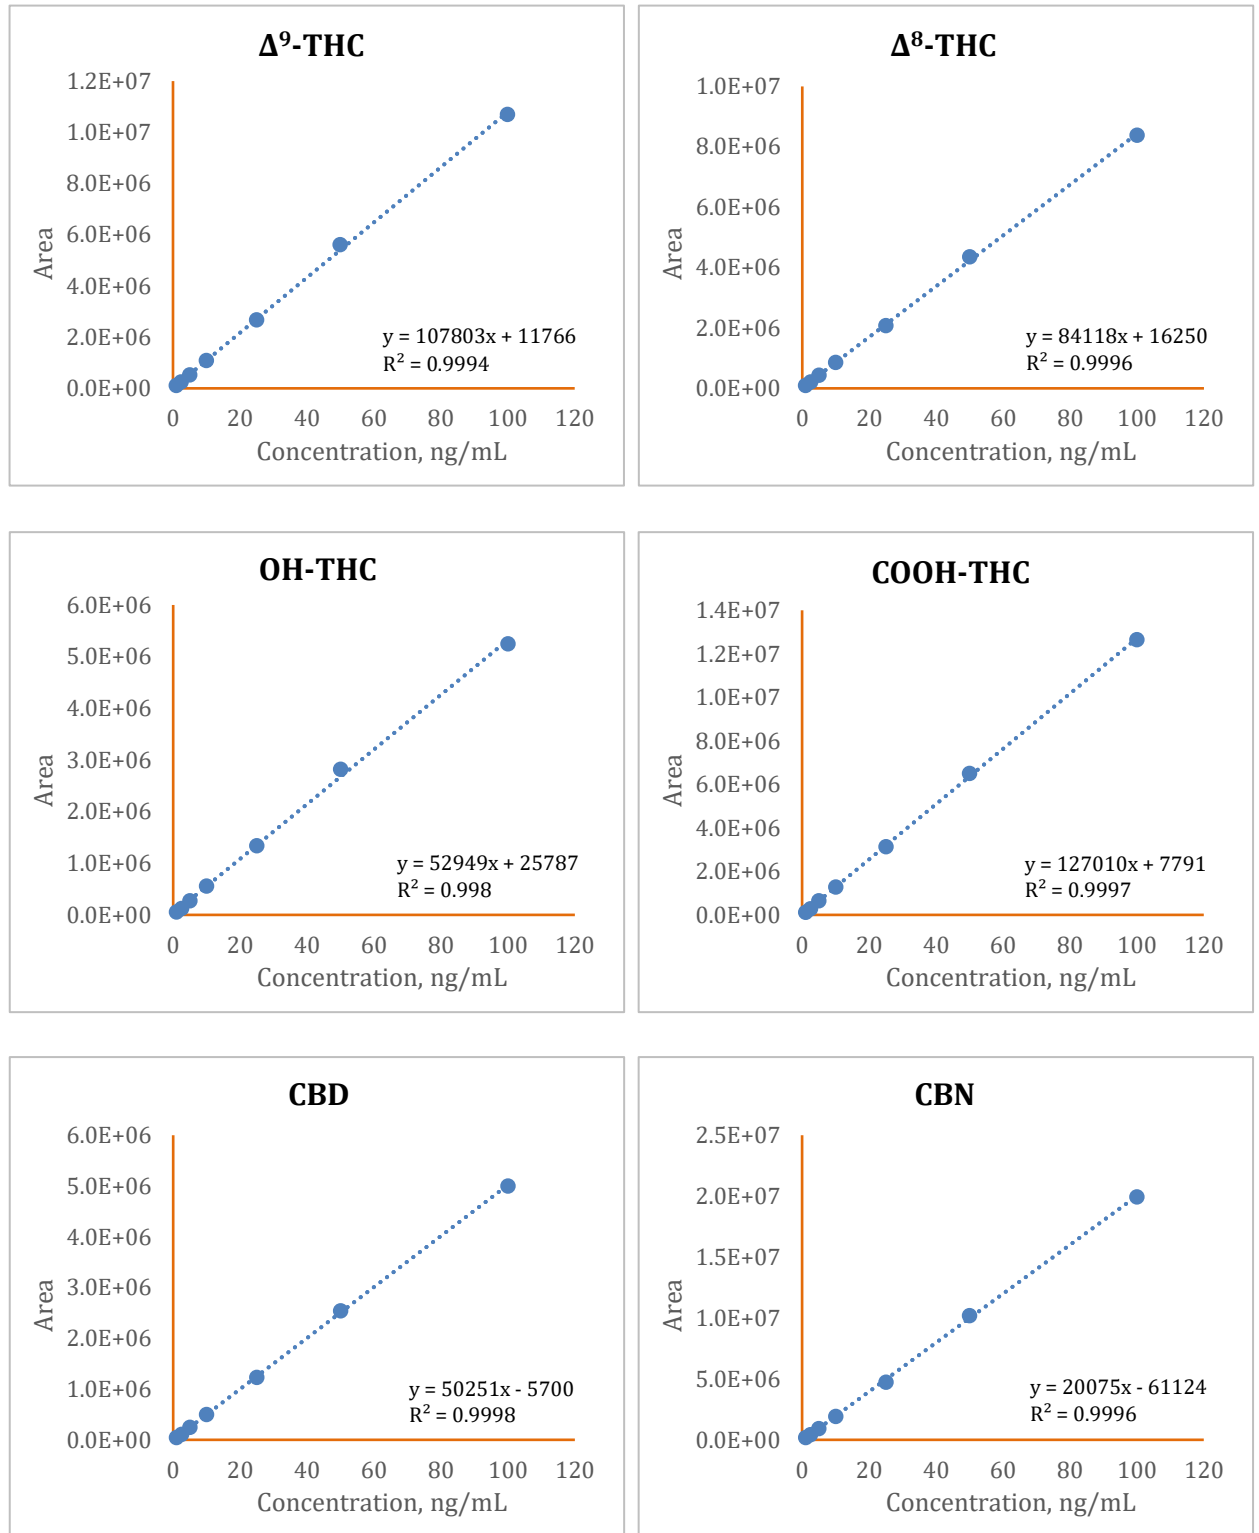 Δ⁹-THC
1.2E+07
1.0E+07
8.0E+06
6.0E+06
4.0E+06
2.0E+06
0.0E+00
Area
y = 107803x + 11766
R² = 0.9994
0 20 40 60 80 100 120
Concentration, ng/mL
Δ⁸-THC
1.0E+07
8.0E+06
6.0E+06
4.0E+06
2.0E+06
0.0E+00
Area
y = 84118x + 16250
R² = 0.9996
0 20 40 60 80 100 120
Concentration, ng/mL
OH-THC
6.0E+06
5.0E+06
4.0E+06
3.0E+06
2.0E+06
1.0E+06
0.0E+00
Area
y = 52949x + 25787
R² = 0.998
0 20 40 60 80 100 120
Concentration, ng/mL
COOH-THC
1.4E+07
1.2E+07
1.0E+07
8.0E+06
6.0E+06
4.0E+06
2.0E+06
0.0E+00
Area
y = 127010x + 7791
R² = 0.9997
0 20 40 60 80 100 120
Concentration, ng/mL
CBD
6.0E+06
5.0E+06
4.0E+06
3.0E+06
2.0E+06
1.0E+06
0.0E+00
Area
y = 50251x - 5700
R² = 0.9998
0 20 40 60 80 100 120
Concentration, ng/mL
CBN
2.5E+07
2.0E+07
1.5E+07
1.0E+07
5.0E+06
0.0E+00
Area
y = 20075x - 61124
R² = 0.9996
0 20 40 60 80 100 120
Concentration, ng/mL